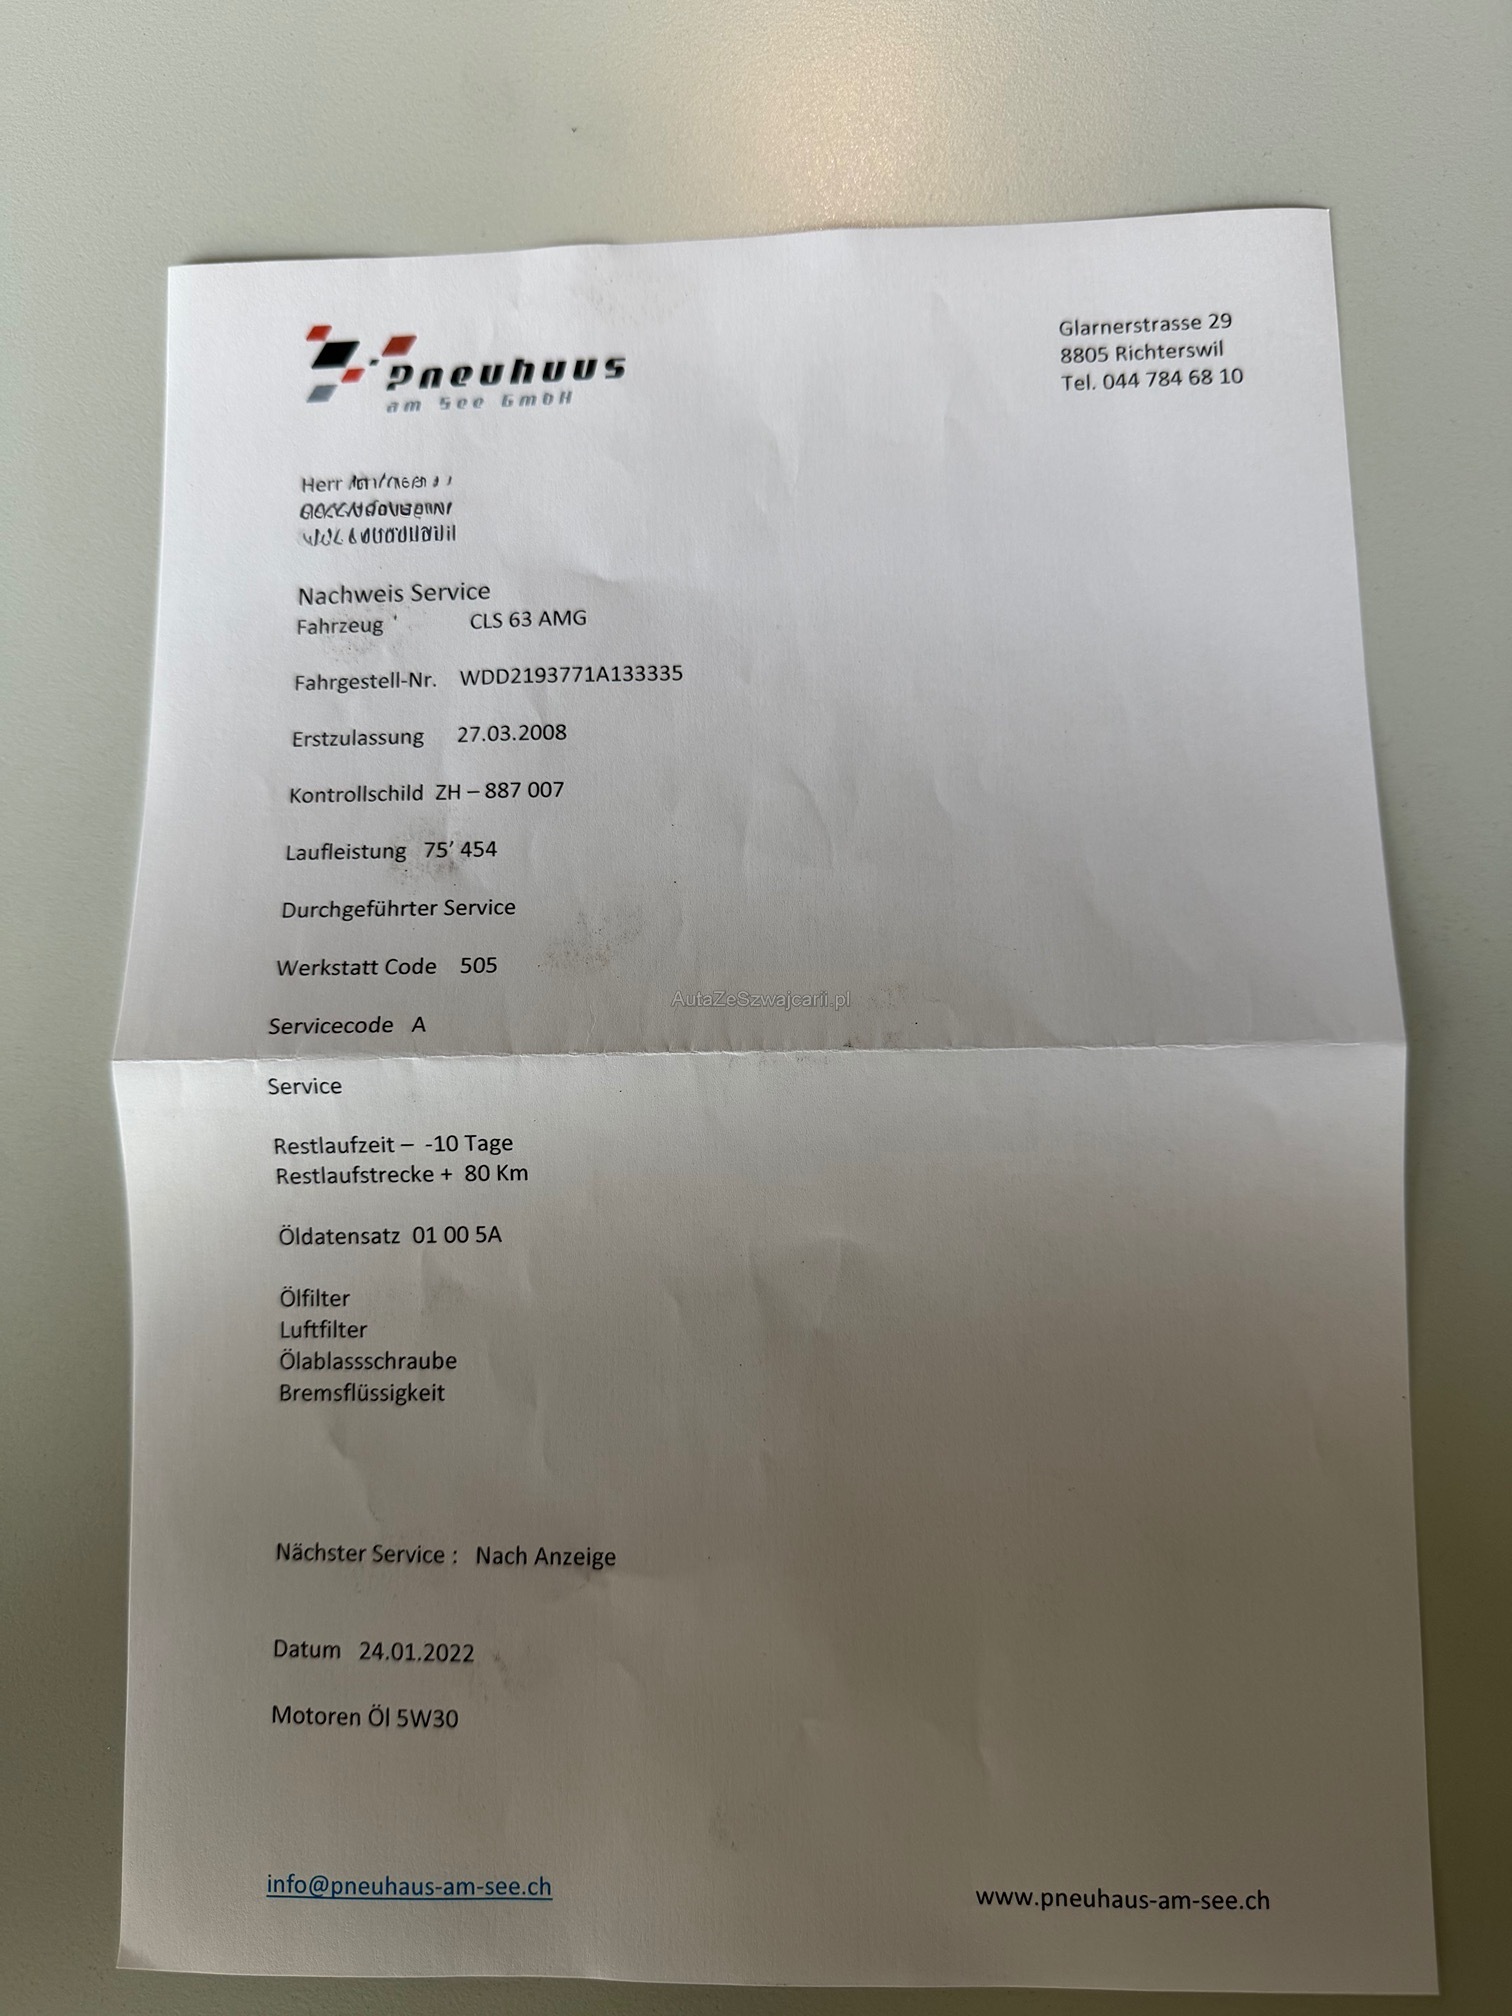 Pneuhuus
am See GmbH
Glarnerstrasse 29
8805 Richterswil
Tel. 044 784 68 10
Herr
Nachweis Service
Fahrzeug CLS 63 AMG
Fahrgestell-Nr. WDD2193771A133335
Erstzulassung 27.03.2008
Kontrollschild ZH – 887 007
Laufleistung 75' 454
Durchgeführter Service
Werkstatt Code 505
AutaZeSzwajcarii.pl
Servicecode A
Service
Restlaufzeit – -10 Tage
Restlaufstrecke + 80 Km
Öldatensatz 01 00 5A
Ölfilter
Luftfilter
Ölablassschraube
Bremsflüssigkeit
Nächster Service : Nach Anzeige
Datum 24.01.2022
Motoren Öl 5W30
info@pneuhaus-am-see.ch
www.pneuhaus-am-see.ch